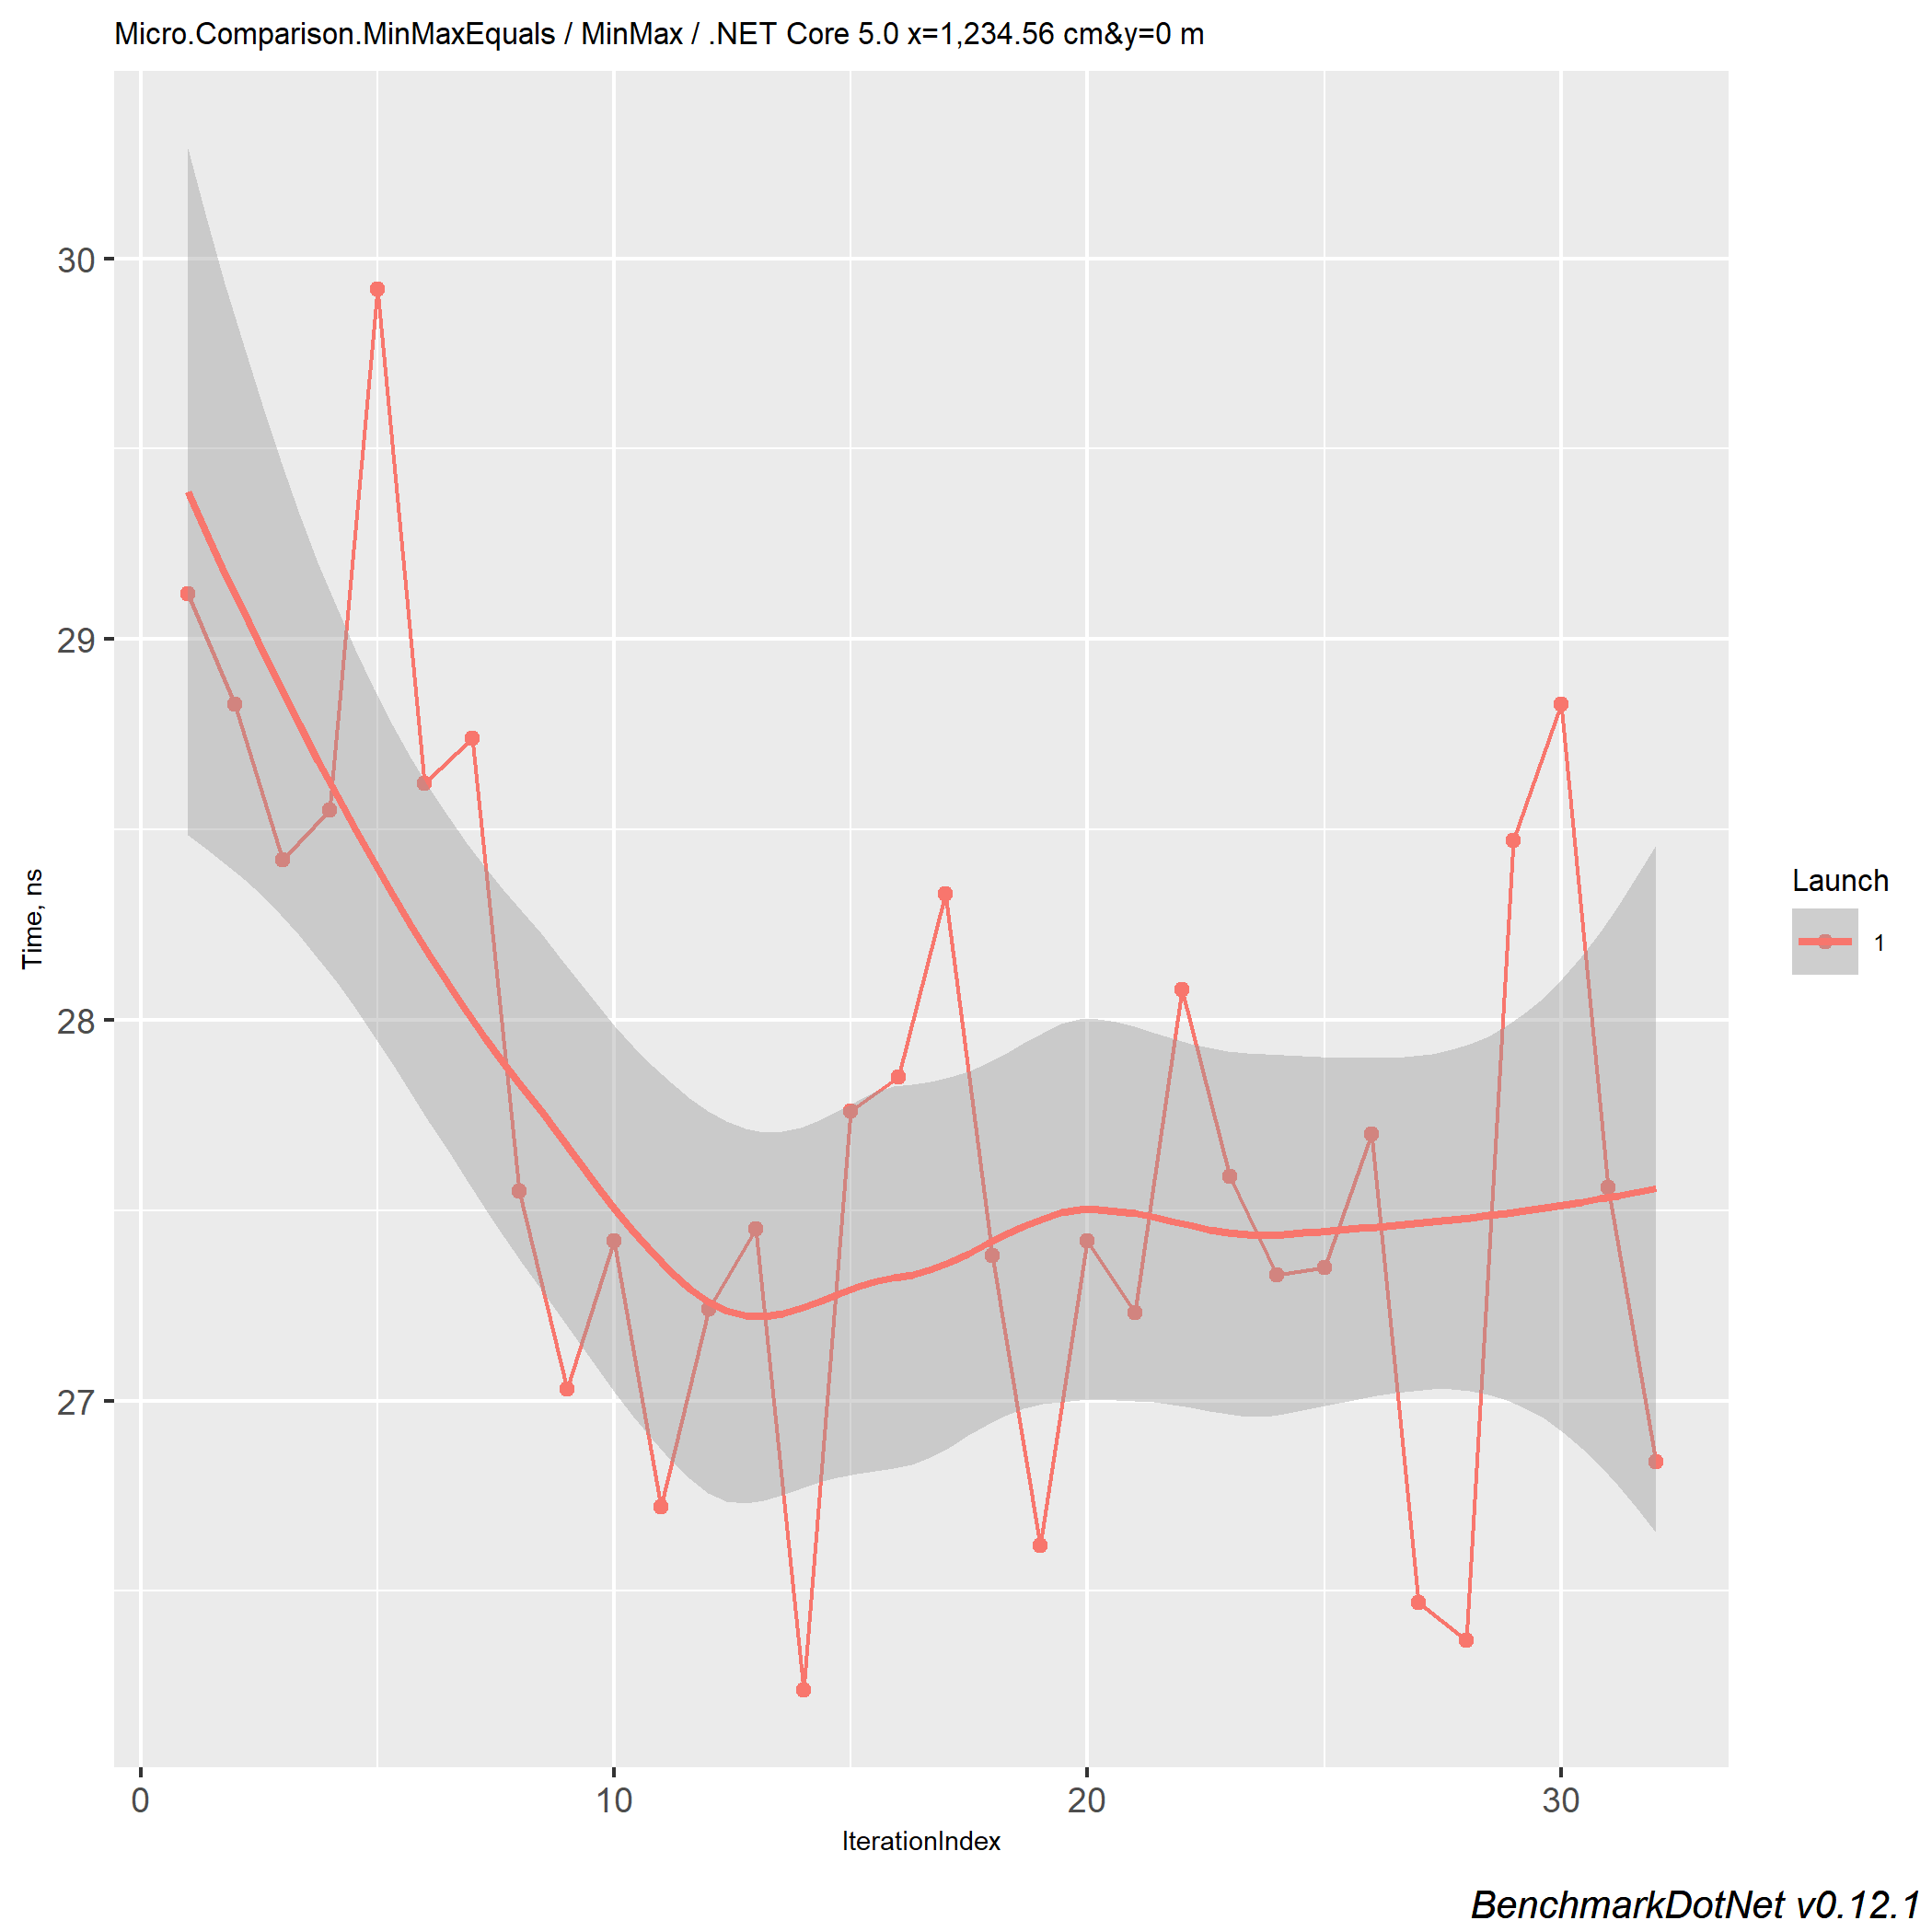 Micro.Comparison.MinMaxEquals / MinMax / .NET Core 5.0 x=1,234.56 cm&y=0 m
30
29
28
27
Time, ns
0 10 20 30
IterationIndex
Launch
1
BenchmarkDotNet v0.12.1